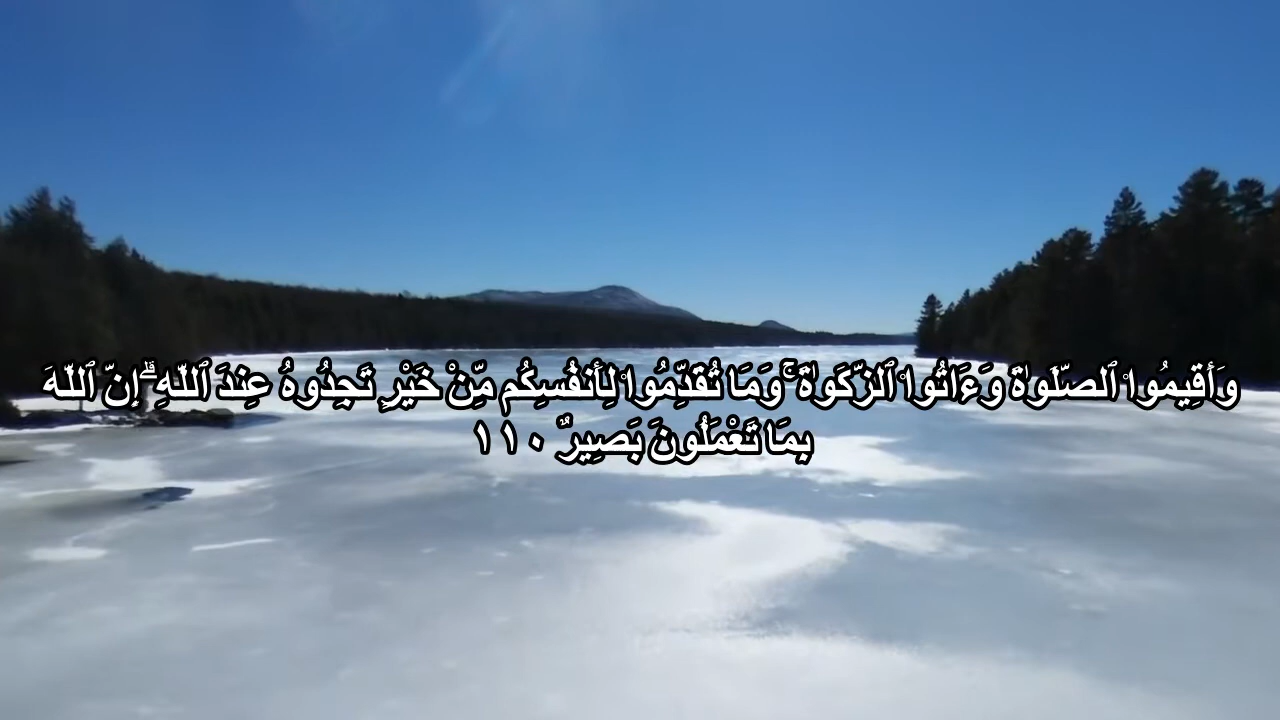 وَأَقِيمُوا۟ ٱلصَّلَوٰةَ وَءَاتُوا۟ ٱلزَّكَوٰةَ ۚ وَمَا تُقَدِّمُوا۟ لِأَنفُسِكُم مِّنْ خَيْرٍ تَجِدُوهُ عِندَ ٱللَّهِ ۗ إِنَّ ٱللَّهَ
بِمَا تَعْمَلُونَ بَصِيرٌ ١١٠